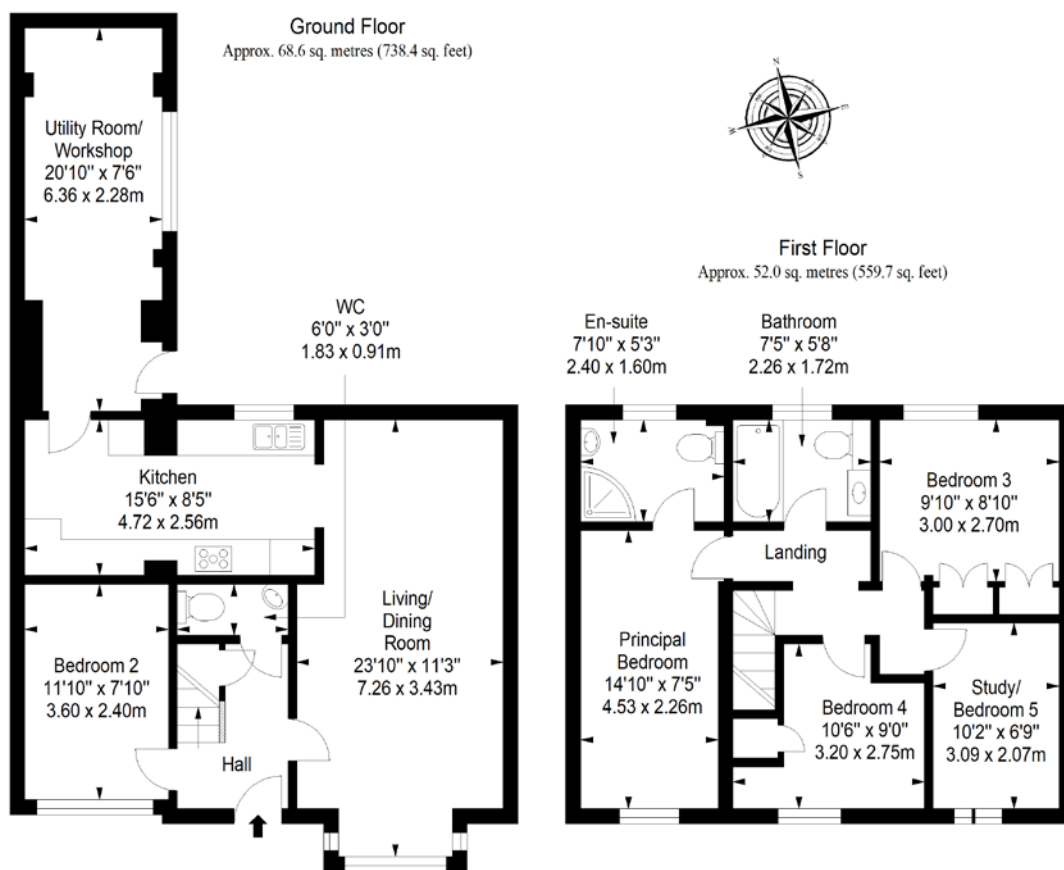 Ground Floor
Approx. 68.6 sq. metres (738.4 sq. feet)
Utility Room/
Workshop
20'10" x 7'6"
6.36 x 2.28m
N
E
S
W
First Floor
Approx. 52.0 sq. metres (559.7 sq. feet)
WC
6'0" x 3'0"
1.83 x 0.91m
En-suite
7'10" x 5'3"
2.40 x 1.60m
Bathroom
7'5" x 5'8"
2.26 x 1.72m
Kitchen
15'6" x 8'5"
4.72 x 2.56m
Bedroom 3
9'10" x 8'10"
3.00 x 2.70m
Landing
Living/
Dining
Room
23'10" x 11'3"
7.26 x 3.43m
Bedroom 2
11'10" x 7'10"
3.60 x 2.40m
Hall
Principal
Bedroom
14'10" x 7'5"
4.53 x 2.26m
Bedroom 4
10'6" x 9'0"
3.20 x 2.75m
Study/
Bedroom 5
10'2" x 6'9"
3.09 x 2.07m